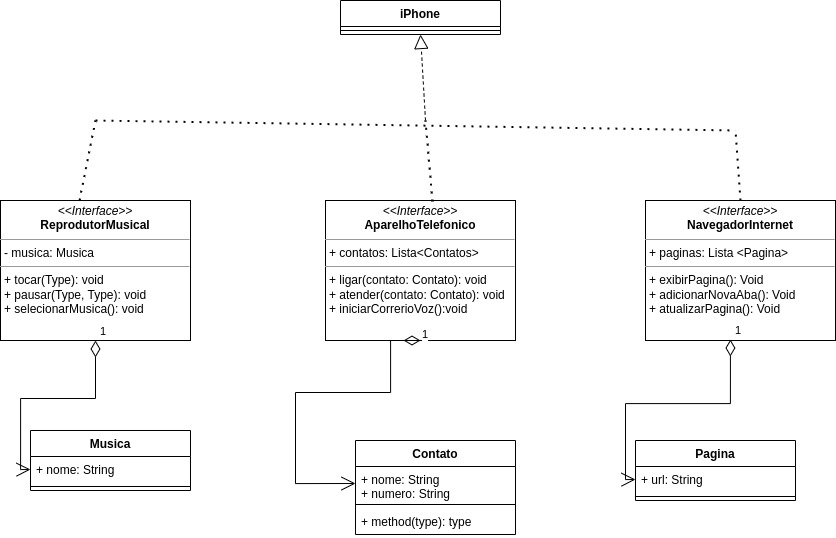 iPhone
<<Interface>>
ReprodutorMusical
- musica: Musica
+ tocar(Type): void
+ pausar(Type, Type): void
+ selecionarMusica(): void
1
<<Interface>>
AparelhoTelefonico
+ contatos: Lista<Contatos>
+ ligar(contato: Contato): void
+ atender(contato: Contato): void
+ iniciarCorrerioVoz():void
1
<<Interface>>
NavegadorInternet
+ paginas: Lista <Pagina>
+ exibirPagina(): Void
+ adicionarNovaAba(): Void
+ atualizarPagina(): Void
1
Musica
+ nome: String
Contato
+ nome: String
+ numero: String
+ method(type): type
Pagina
+ url: String